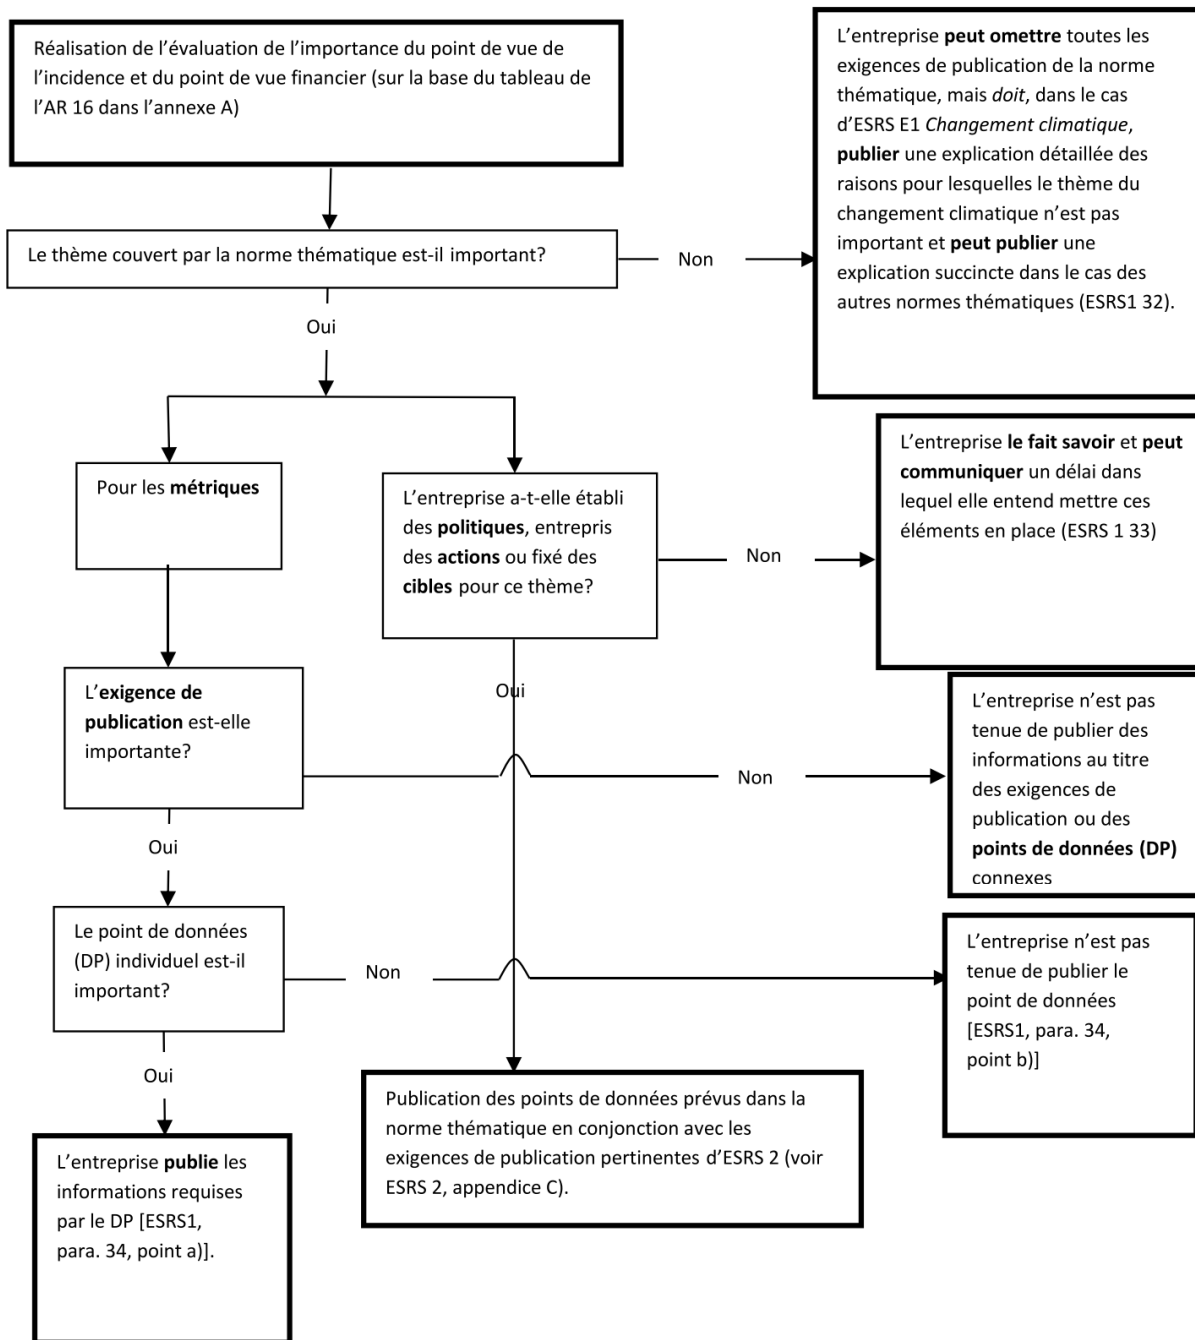 Réalisation de l’évaluation de l’importance du point de vue de
l’incidence et du point de vue financier (sur la base du tableau de
l’AR 16 dans l’annexe A)
L’entreprise peut omettre toutes les
exigences de publication de la norme
thématique, mais doit, dans le cas
d’ESRS E1 Changement climatique,
publier une explication détaillée des
raisons pour lesquelles le thème du
changement climatique n’est pas
important et peut publier une
explication succincte dans le cas des
autres normes thématiques (ESRS1 32).
Le thème couvert par la norme thématique est-il important?
Non
Oui
Pour les métriques
L’entreprise a-t-elle établi
des politiques, entrepris
des actions ou fixé des
cibles pour ce thème?
Non
L’entreprise le fait savoir et peut
communiquer un délai dans
lequel elle entend mettre ces
éléments en place (ESRS 1 33)
Oui
L’exigence de
publication est-elle
importante?
Non
L’entreprise n’est pas
tenue de publier des
informations au titre
des exigences de
publication ou des
points de données (DP)
connexes
Oui
Le point de données
(DP) individuel est-il
important?
Non
L’entreprise n’est pas
tenue de publier le
point de données
[ESRS1, para. 34,
point b)]
Oui
Publication des points de données prévus dans la
norme thématique en conjonction avec les
exigences de publication pertinentes d’ESRS 2 (voir
ESRS 2, appendice C).
L’entreprise publie les
informations requises
par le DP [ESRS1,
para. 34, point a)].